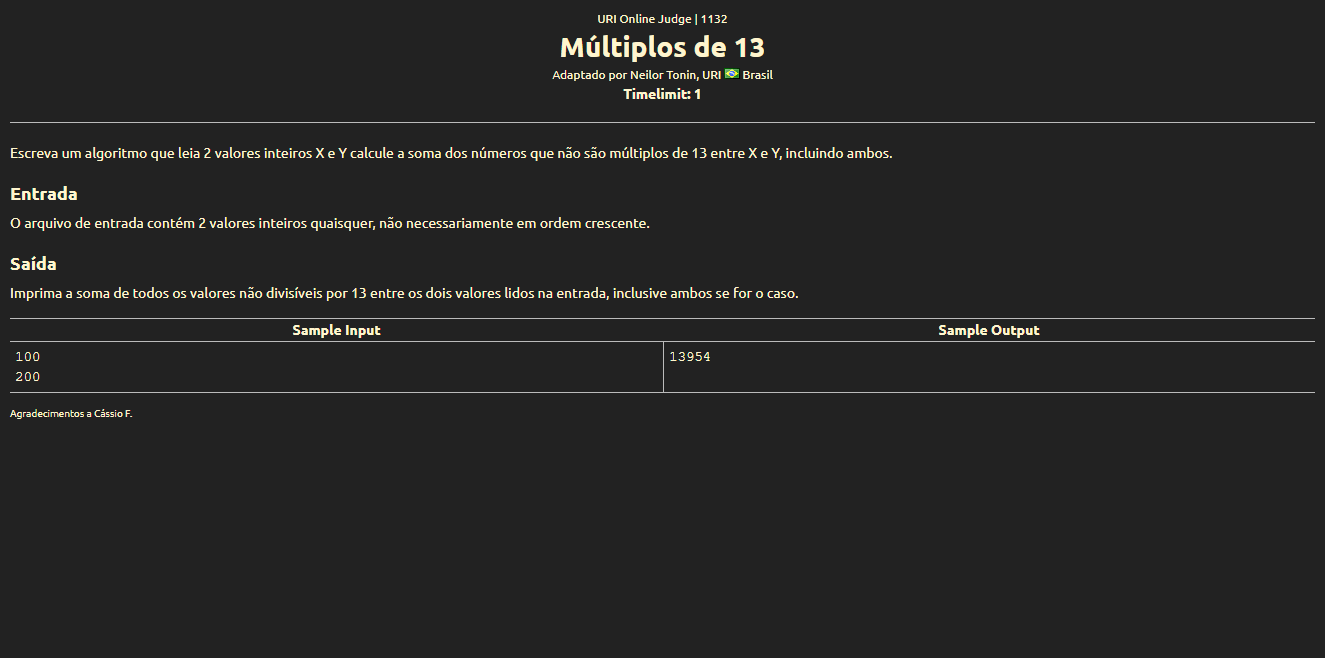 URI Online Judge | 1132
Múltiplos de 13
Adaptado por Neilor Tonin, URI Brasil
Timelimit: 1
Escreva um algoritmo que leia 2 valores inteiros X e Y calcule a soma dos números que não são múltiplos de 13 entre X e Y, incluindo ambos.
Entrada
O arquivo de entrada contém 2 valores inteiros quaisquer, não necessariamente em ordem crescente.
Saída
Imprima a soma de todos os valores não divisíveis por 13 entre os dois valores lidos na entrada, inclusive ambos se for o caso.
Sample Input Sample Output
100 13954
200
Agradecimentos a Cássio F.